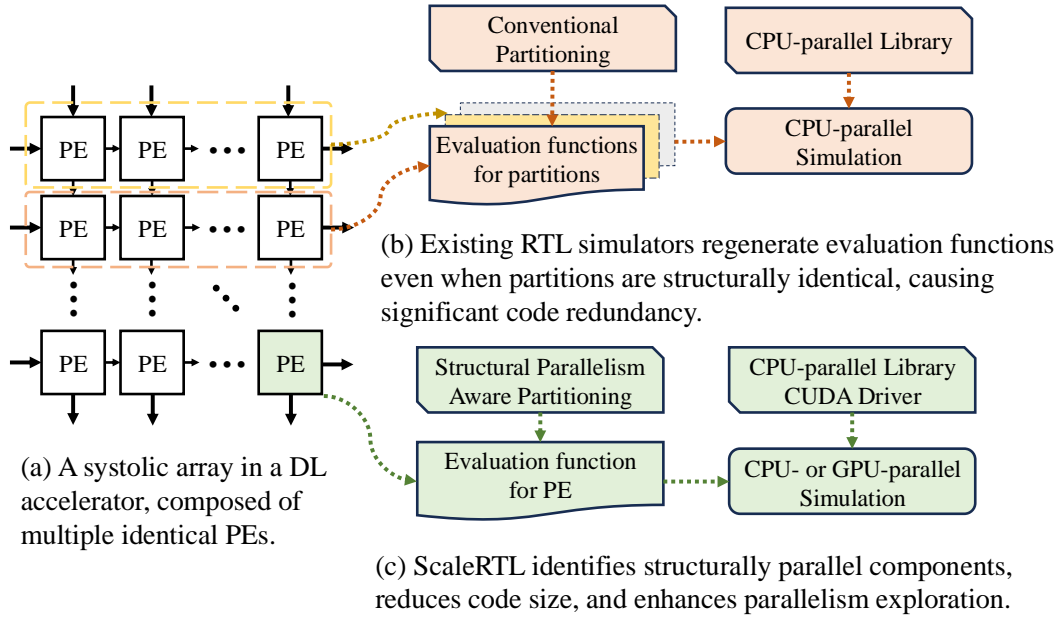 Conventional
Partitioning
CPU-parallel Library
PE PE ••• PE
Evaluation functions
for partitions
CPU-parallel
Simulation
PE PE ••• PE
(b) Existing RTL simulators regenerate evaluation functions
even when partitions are structurally identical, causing
significant code redundancy.
PE PE ••• PE
Structural Parallelism
Aware Partitioning
CPU-parallel Library
CUDA Driver
Evaluation function
for PE
CPU- or GPU-parallel
Simulation
(a) A systolic array in a DL
accelerator, composed of
multiple identical PEs.
(c) ScaleRTL identifies structurally parallel components,
reduces code size, and enhances parallelism exploration.